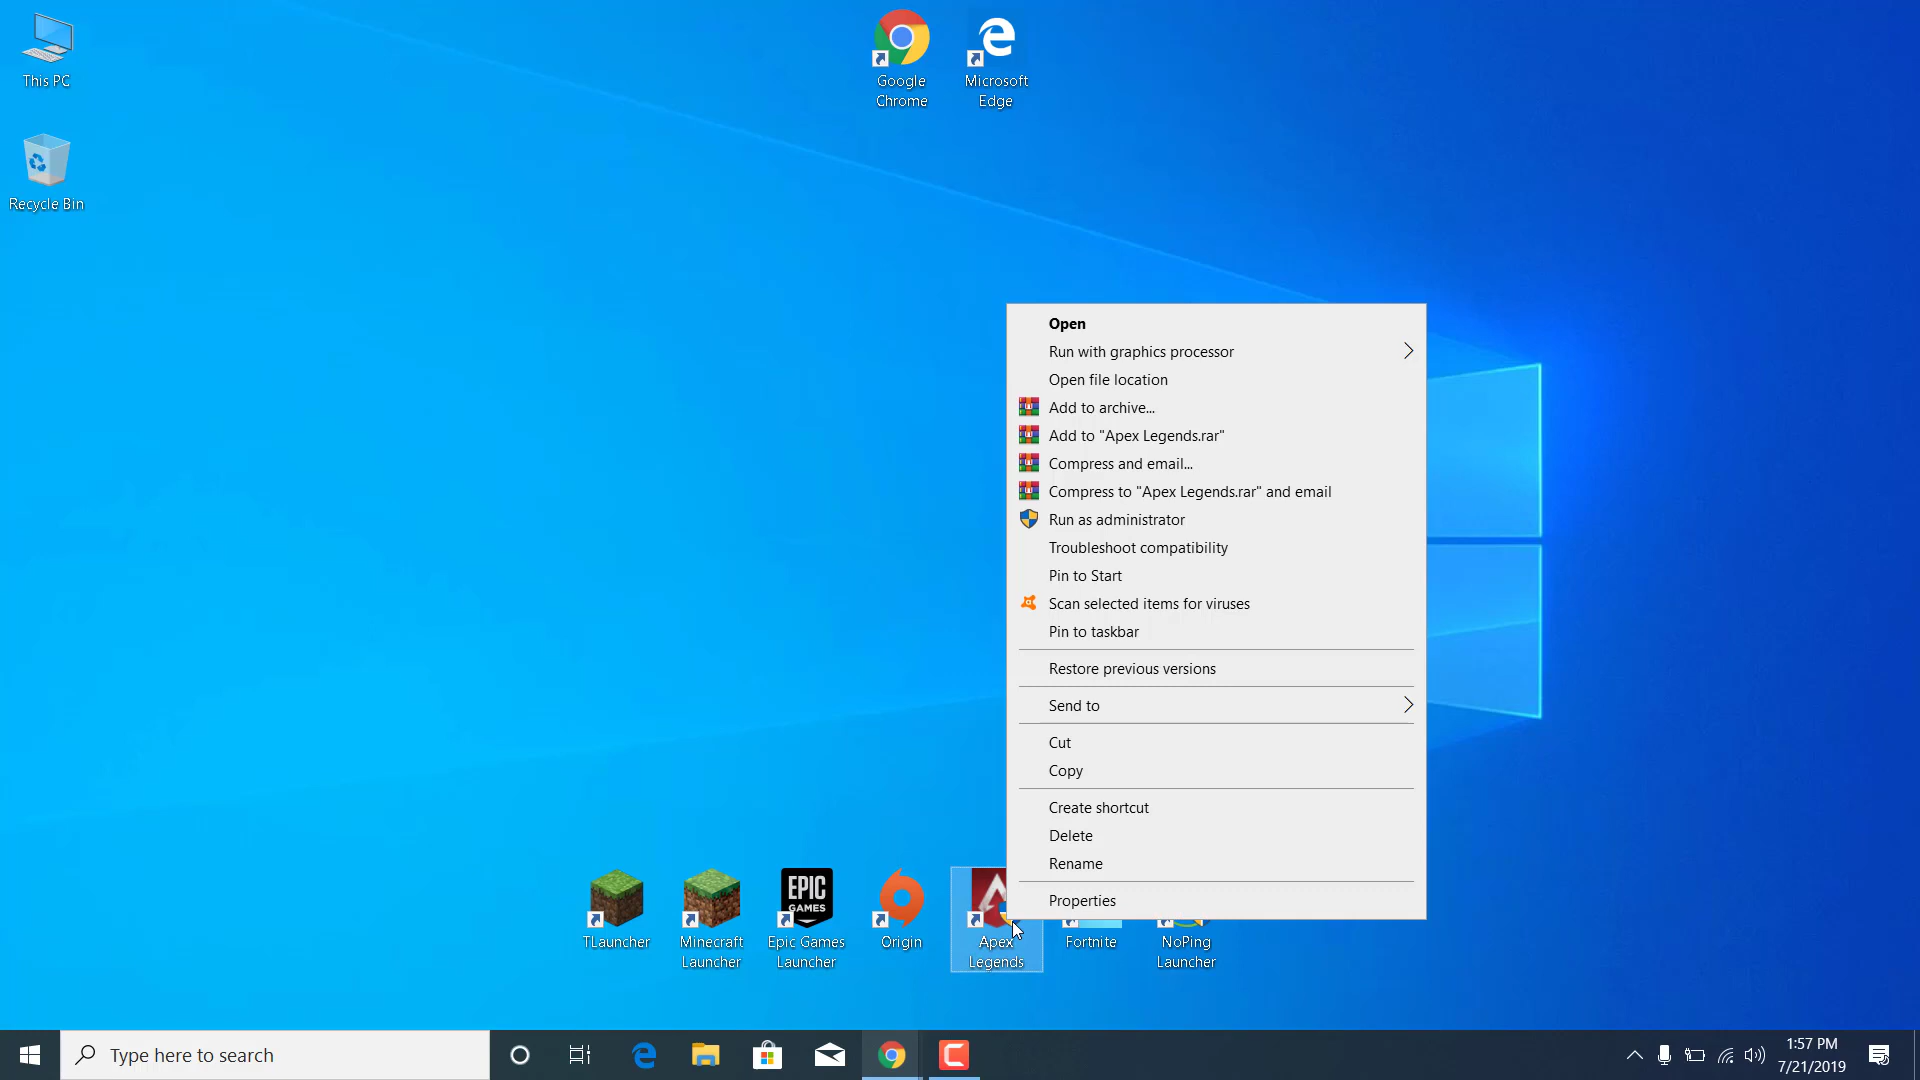 This PC
Recycle Bin
Google
Chrome
Microsoft
Edge
Open
Run with graphics processor
Open file location
Add to archive...
Add to "Apex Legends.rar"
Compress and email...
Compress to "Apex Legends.rar" and email
Run as administrator
Troubleshoot compatibility
Pin to Start
Scan selected items for viruses
Pin to taskbar
Restore previous versions
Send to
Cut
Copy
Create shortcut
Delete
Rename
Properties
EPIC
GAMES
TLauncher
Minecraft
Launcher
Epic Games
Launcher
Origin
Apex
Legends
Fortnite
NoPing
Launcher
Type here to search
1:57 PM
7/21/2019